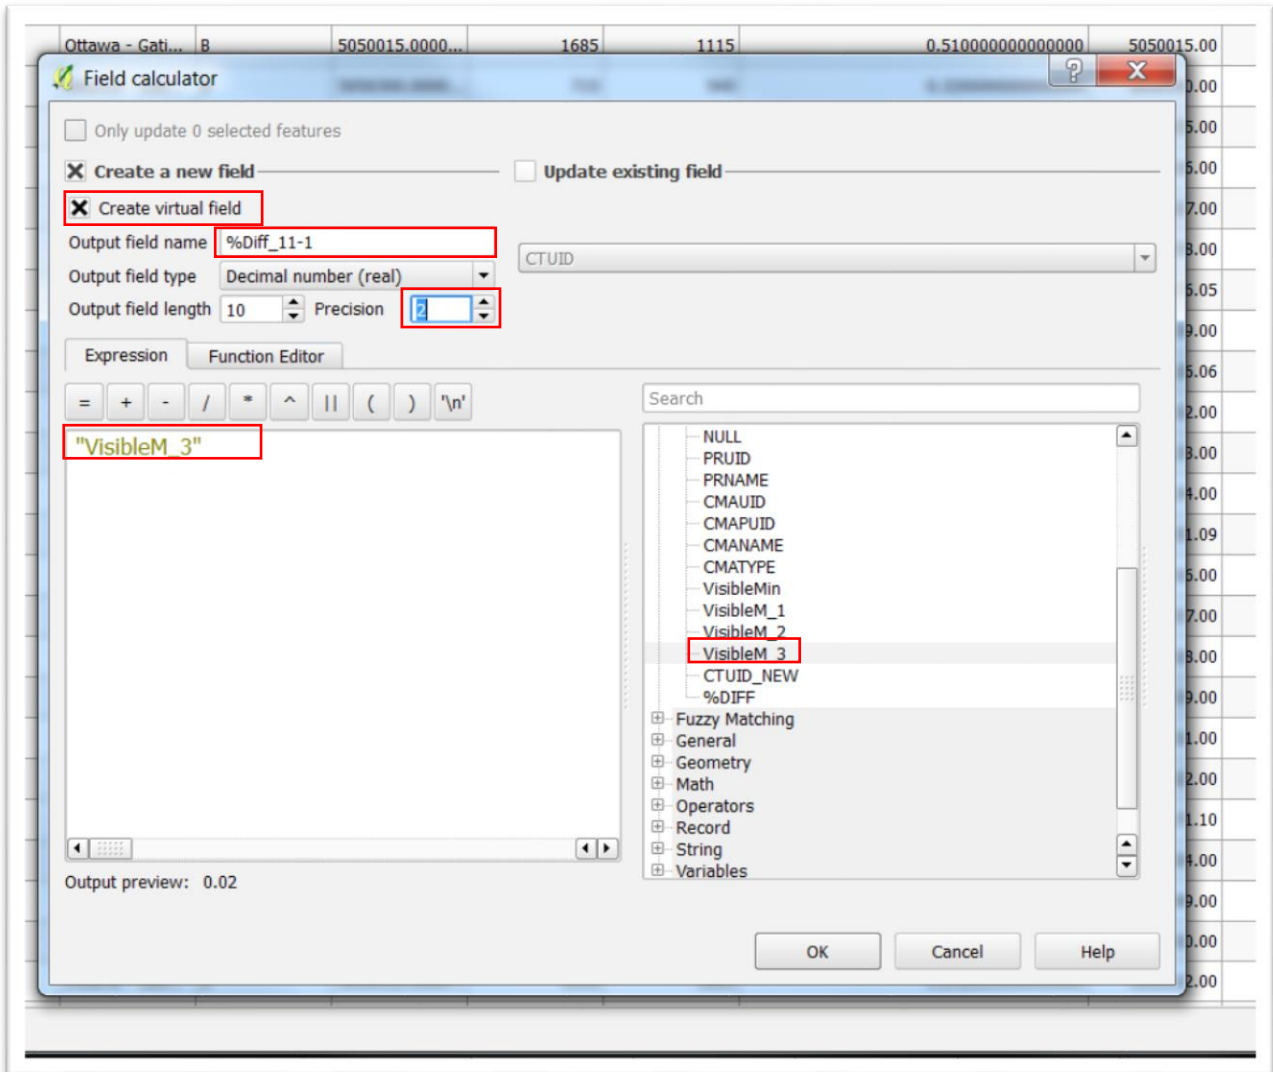 Ottawa - Gati... B 5050015.0000... 1685 1115 0.510000000000000 5050015.00
Field calculator
Only update 0 selected features
Create a new field
Update existing field
Create virtual field
Output field name %Diff_11-1
CTUID
Output field type Decimal number (real)
Output field length 10 Precision 2
Expression Function Editor
= + - / * ^ || ( ) '\n'
Search
"VisibleM_3"
NULL
PRUID
PRNAME
CMAUID
CMAPUID
CMANAME
CMATYPE
VisibleMin
VisibleM_1
VisibleM_2
VisibleM_3
CTUID_NEW
%DIFF
Fuzzy Matching
General
Geometry
Math
Operators
Record
String
Variables
Output preview: 0.02
OK Cancel Help